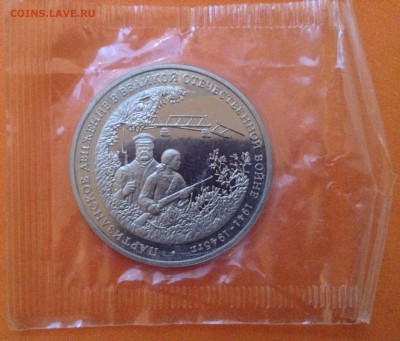 COINS.LAVE.RU
ПАРТИЗАНСКОЕ ДВИЖЕНИЕ В ВЕЛИКОЙ ОТЕЧЕСТВЕННОЙ ВОЙНЕ 1941-1945гг.